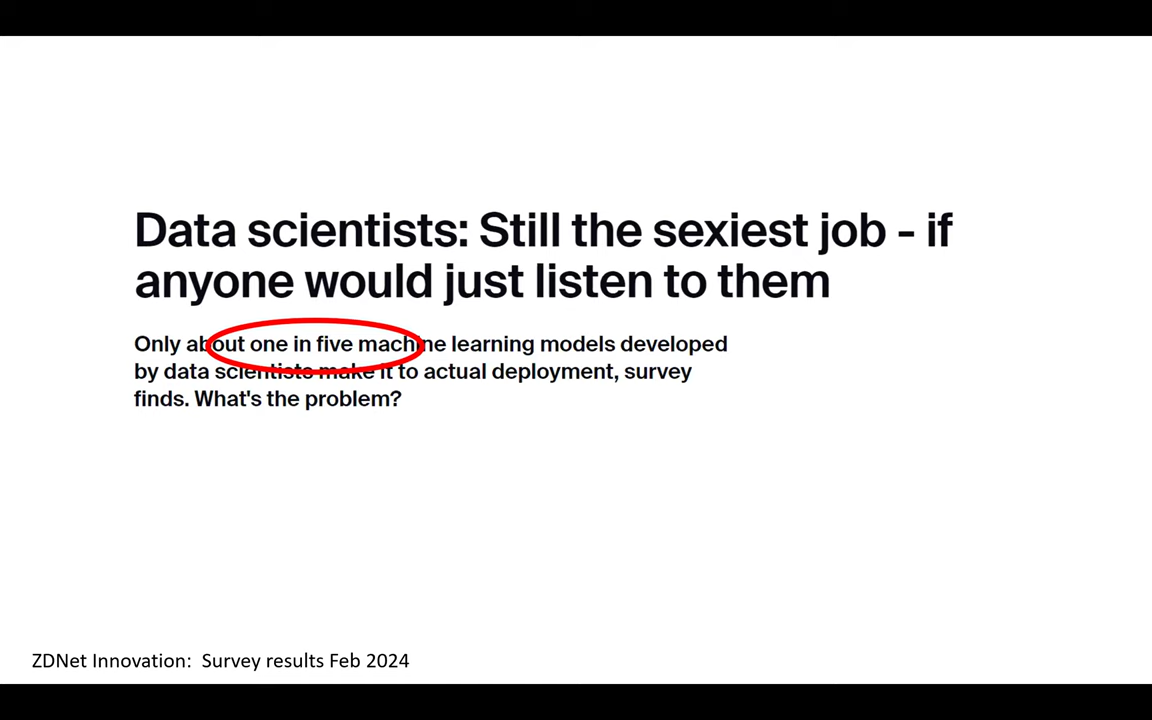 Data scientists: Still the sexiest job - if
anyone would just listen to them
Only about one in five machine learning models developed
by data scientists make it to actual deployment, survey
finds. What's the problem?
ZDNet Innovation: Survey results Feb 2024